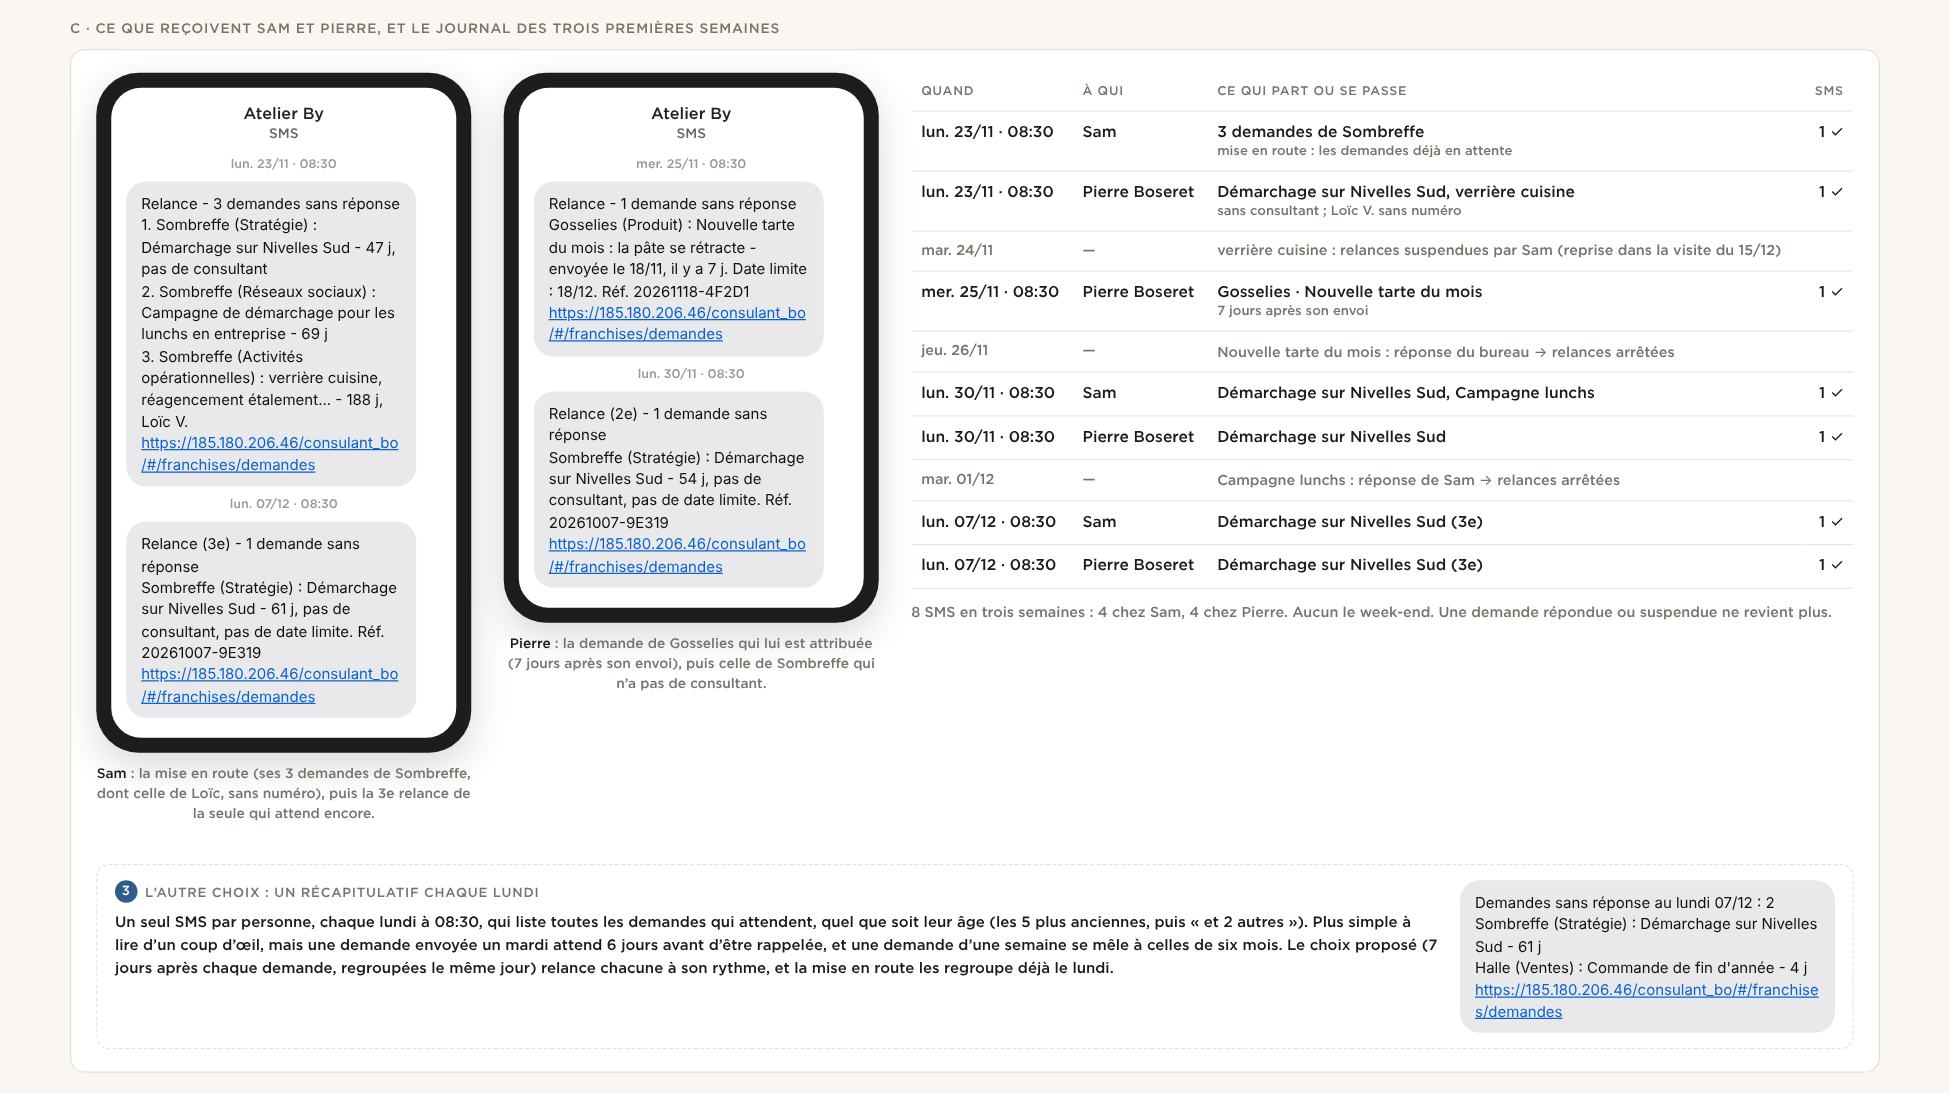 C · CE QUE REÇOIVENT SAM ET PIERRE, ET LE JOURNAL DES TROIS PREMIÈRES SEMAINES
Atelier By
SMS
lun. 23/11 · 08:30
Relance - 3 demandes sans réponse
1. Sombreffe (Stratégie) :
Démarchage sur Nivelles Sud - 47 j,
pas de consultant
2. Sombreffe (Réseaux sociaux) :
Campagne de démarchage pour les
lunchs en entreprise - 69 j
3. Sombreffe (Activités
opérationnelles) : verrière cuisine,
réagencement étalement... - 188 j,
Loïc V.
https://185.180.206.46/consulant_bo
/#/franchises/demandes
lun. 07/12 · 08:30
Relance (3e) - 1 demande sans
réponse
Sombreffe (Stratégie) : Démarchage
sur Nivelles Sud - 61 j, pas de
consultant, pas de date limite. Réf.
20261007-9E319
https://185.180.206.46/consulant_bo
/#/franchises/demandes
Sam : la mise en route (ses 3 demandes de Sombreffe,
dont celle de Loïc, sans numéro), puis la 3e relance de
la seule qui attend encore.
Atelier By
SMS
mer. 25/11 · 08:30
Relance - 1 demande sans réponse
Gosselies (Produit) : Nouvelle tarte
du mois : la pâte se rétracte -
envoyée le 18/11, il y a 7 j. Date limite
: 18/12. Réf. 20261118-4F2D1
https://185.180.206.46/consulant_bo
/#/franchises/demandes
lun. 30/11 · 08:30
Relance (2e) - 1 demande sans
réponse
Sombreffe (Stratégie) : Démarchage
sur Nivelles Sud - 54 j, pas de
consultant, pas de date limite. Réf.
20261007-9E319
https://185.180.206.46/consulant_bo
/#/franchises/demandes
Pierre : la demande de Gosselies qui lui est attribuée
(7 jours après son envoi), puis celle de Sombreffe qui
n'a pas de consultant.
QUAND À QUI CE QUI PART OU SE PASSE SMS
lun. 23/11 · 08:30 Sam 3 demandes de Sombreffe 1 ✓
mise en route : les demandes déjà en attente
lun. 23/11 · 08:30 Pierre Boseret Démarchage sur Nivelles Sud, verrière cuisine 1 ✓
sans consultant ; Loïc V. sans numéro
mar. 24/11 — verrière cuisine : relances suspendues par Sam (reprise dans la visite du 15/12)
mer. 25/11 · 08:30 Pierre Boseret Gosselies · Nouvelle tarte du mois 1 ✓
7 jours après son envoi
jeu. 26/11 — Nouvelle tarte du mois : réponse du bureau → relances arrêtées
lun. 30/11 · 08:30 Sam Démarchage sur Nivelles Sud, Campagne lunchs 1 ✓
lun. 30/11 · 08:30 Pierre Boseret Démarchage sur Nivelles Sud 1 ✓
mar. 01/12 — Campagne lunchs : réponse de Sam → relances arrêtées
lun. 07/12 · 08:30 Sam Démarchage sur Nivelles Sud (3e) 1 ✓
lun. 07/12 · 08:30 Pierre Boseret Démarchage sur Nivelles Sud (3e) 1 ✓
8 SMS en trois semaines : 4 chez Sam, 4 chez Pierre. Aucun le week-end. Une demande répondue ou suspendue ne revient plus.
3 L'AUTRE CHOIX : UN RÉCAPITULATIF CHAQUE LUNDI
Un seul SMS par personne, chaque lundi à 08:30, qui liste toutes les demandes qui attendent, quel que soit leur âge (les 5 plus anciennes, puis « et 2 autres »). Plus simple à
lire d'un coup d'œil, mais une demande envoyée un mardi attend 6 jours avant d'être rappelée, et une demande d'une semaine se mêle à celles de six mois. Le choix proposé (7
jours après chaque demande, regroupées le même jour) relance chacune à son rythme, et la mise en route les regroupe déjà le lundi.
Demandes sans réponse au lundi 07/12 : 2
Sombreffe (Stratégie) : Démarchage sur Nivelles
Sud - 61 j
Halle (Ventes) : Commande de fin d'année - 4 j
https://185.180.206.46/consulant_bo/#/franchise
s/demandes